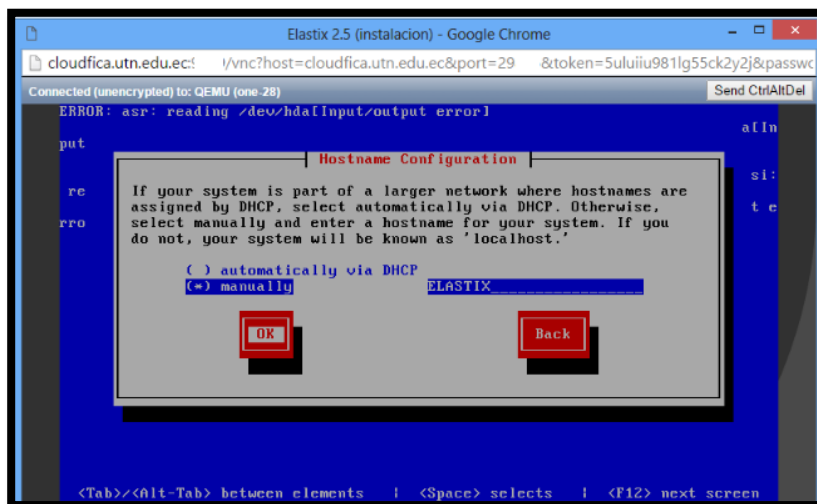 Elastix 2.5 (instalacion) - Google Chrome
cloudfica.utn.edu.ec: /vnc?host=cloudfica.utn.edu.ec&port=29 &token=5uluiiu981lg55ck2y2j&passwo
Connected (unencrypted) to: QEMU (one-28) Send CtrlAltDel
ERROR: asr: reading /dev/hda[Input/output error]
a[In
put
Hostname Configuration
si:
If your system is part of a larger network where hostnames are
re
assigned by DHCP, select automatically via DHCP. Otherwise,
t e
rro
select manually and enter a hostname for your system. If you
do not, your system will be known as 'localhost.'
( ) automatically via DHCP
(*) manually ELASTIX_________________
OK Back
<Tab>/<Alt-Tab> between elements | <Space> selects | <F12> next screen